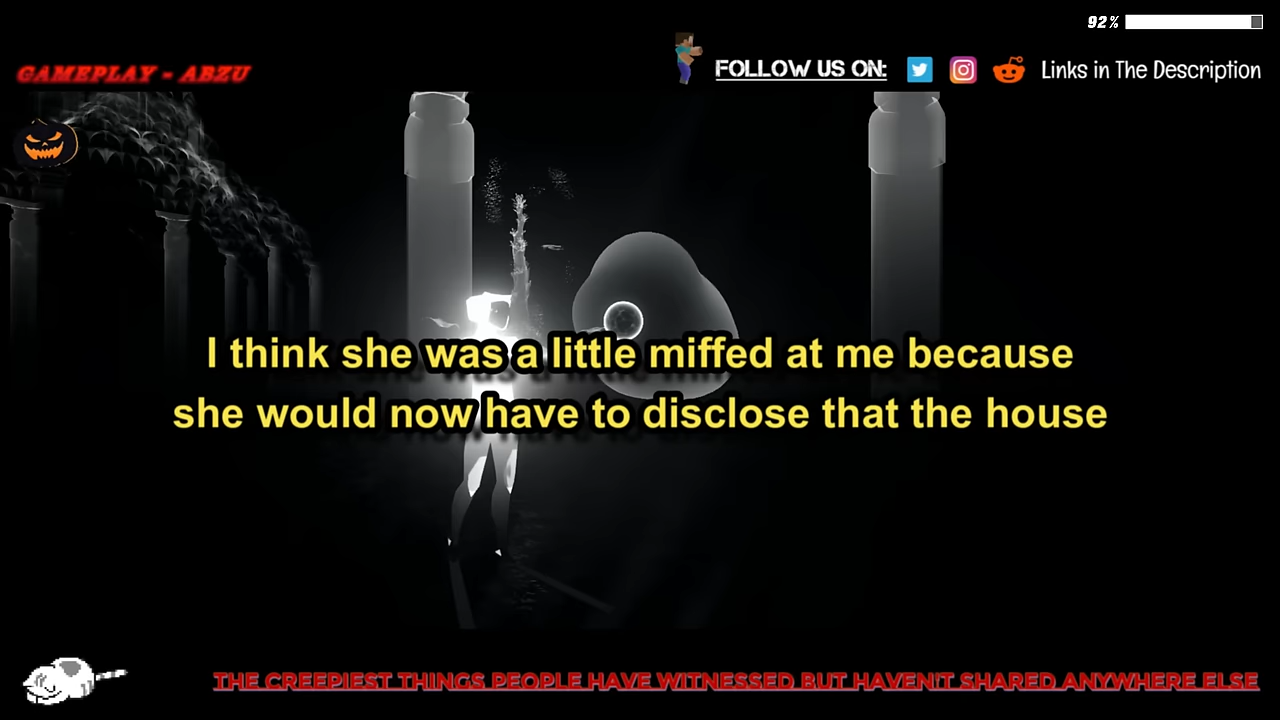 92%
GAMEPLAY - ABZU
FOLLOW US ON:
Links in The Description
I think she was a little miffed at me because
she would now have to disclose that the house
THE CREEPIEST THINGS PEOPLE HAVE WITNESSED BUT HAVEN'T SHARED ANYWHERE ELSE